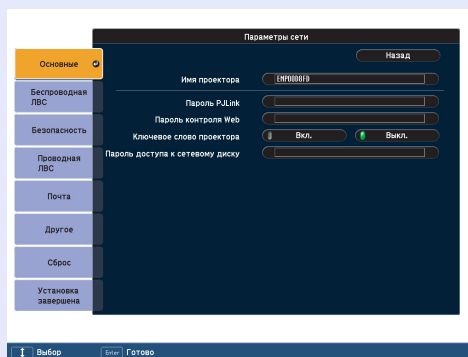 Параметры сети
Назад
Основные
Имя проектора
EMP0D08FD
Беспроводная
ЛВС
Пароль PJLink
Пароль контроля Web
Безопасность
Ключевое слово проектора
Вкл.
Выкл.
Пароль доступа к сетевому диску
Проводная
ЛВС
Почта
Другое
Сброс
Установка
завершена
Выбор
Enter Готово